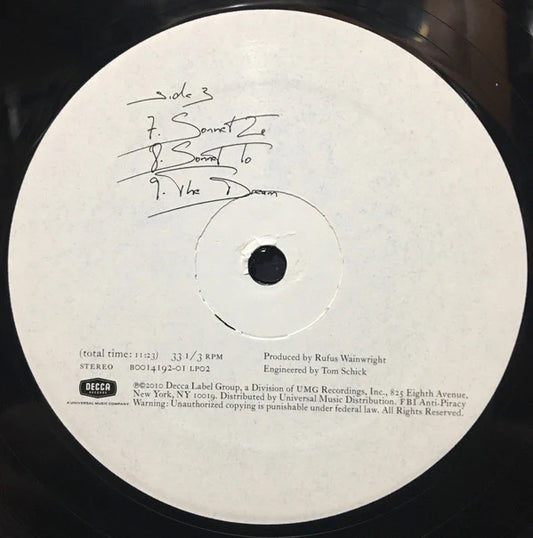 side 3
7. Sonnet 20
8. Sonnet 10
9. The Dream
(total time: 11:23) 33 1/3 RPM
STEREO B0014192-01 LP02
Produced by Rufus Wainwright
Engineered by Tom Schick
DECCA
RECORDS
A UNIVERSAL MUSIC COMPANY
℗©2010 Decca Label Group, a Division of UMG Recordings, Inc., 825 Eighth Avenue,
New York, NY 10019. Distributed by Universal Music Distribution. FBI Anti-Piracy
Warning: Unauthorized copying is punishable under federal law. All Rights Reserved.